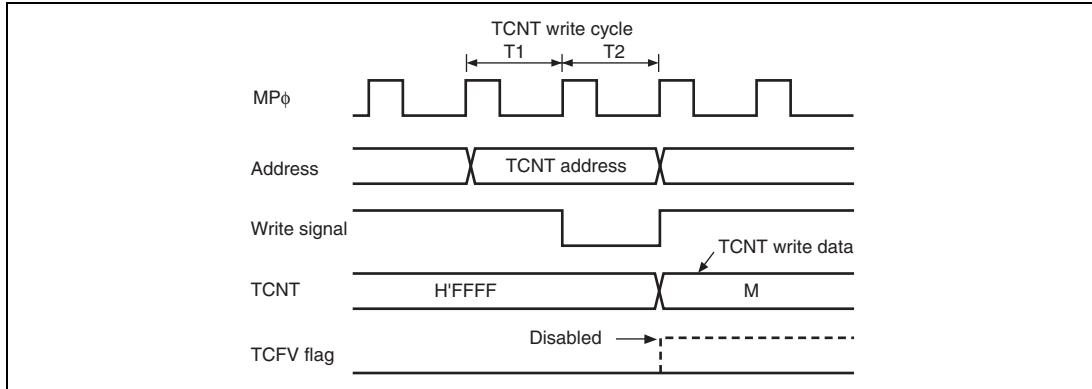 TCNT write cycle
T1 T2
MPϕ
Address TCNT address
Write signal
TCNT write data
TCNT H'FFFF M
Disabled
TCFV flag